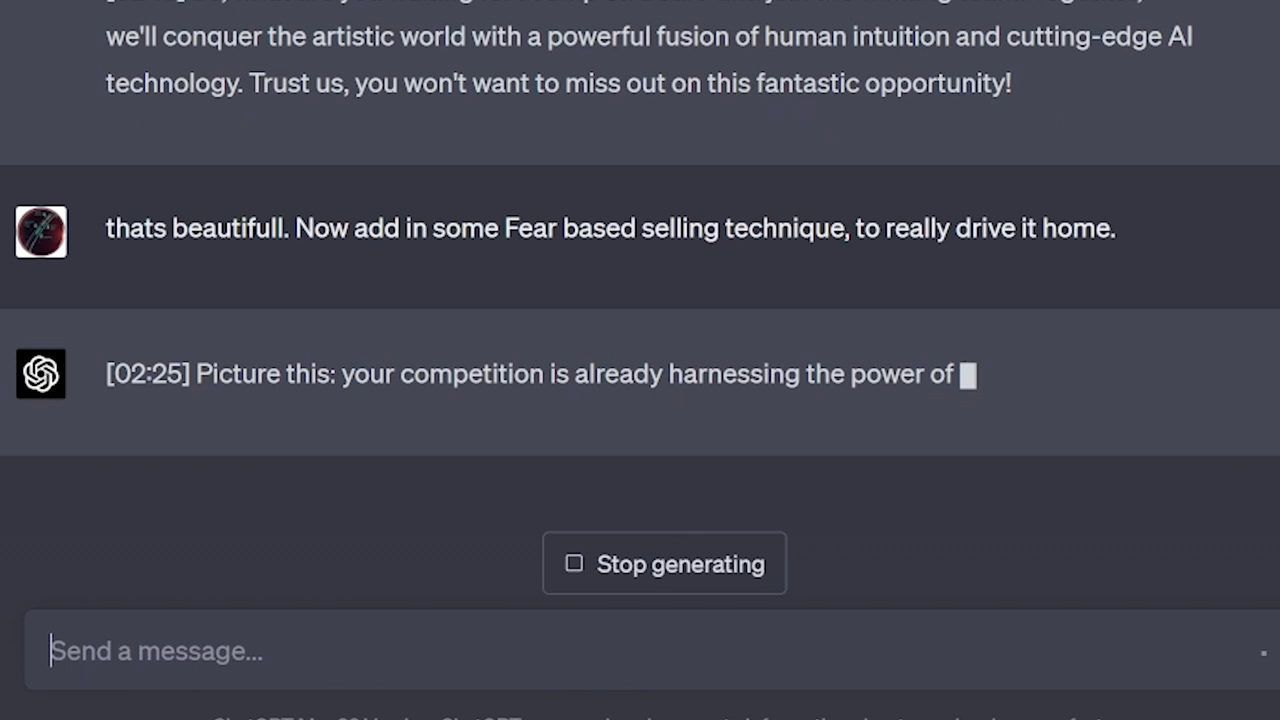 we'll conquer the artistic world with a powerful fusion of human intuition and cutting-edge AI
technology. Trust us, you won't want to miss out on this fantastic opportunity!
thats beautifull. Now add in some Fear based selling technique, to really drive it home.
[02:25] Picture this: your competition is already harnessing the power of
Stop generating
Send a message...